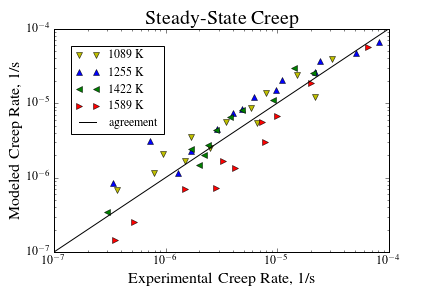 Steady-State Creep
Modeled Creep Rate, 1/s
10⁻⁴
10⁻⁵
10⁻⁶
10⁻⁷
1089 K
1255 K
1422 K
1589 K
agreement
10⁻⁷ 10⁻⁶ 10⁻⁵ 10⁻⁴
Experimental Creep Rate, 1/s